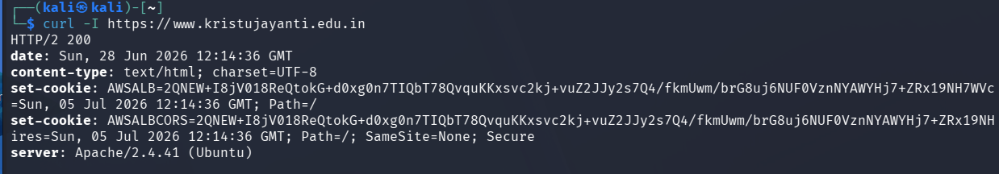 ┌──(kali㉿kali)-[~]
└─$ curl -I https://www.kristujayanti.edu.in
HTTP/2 200
date: Sun, 28 Jun 2026 12:14:36 GMT
content-type: text/html; charset=UTF-8
set-cookie: AWSALB=2QNEW+I8jV018ReQtokG+d0xg0n7TIQbT78QvquKKxsvc2kj+vuZ2JJy2s7Q4/fkmUwm/brG8uj6NUF0VznNYAWYHj7+ZRx19NH7WVc
=Sun, 05 Jul 2026 12:14:36 GMT; Path=/
set-cookie: AWSALBCORS=2QNEW+I8jV018ReQtokG+d0xg0n7TIQbT78QvquKKxsvc2kj+vuZ2JJy2s7Q4/fkmUwm/brG8uj6NUF0VznNYAWYHj7+ZRx19NH
ires=Sun, 05 Jul 2026 12:14:36 GMT; Path=/; SameSite=None; Secure
server: Apache/2.4.41 (Ubuntu)